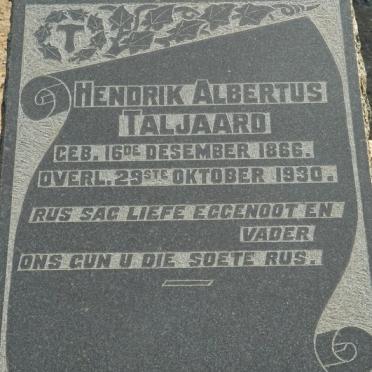 T
HENDRIK ALBERTUS
TALJAARD
GEB. 16DE DESEMBER 1866.
OVERL. 29STE OKTOBER 1930.
RUS SAG LIEFE EGGENOOT EN
VADER
ONS GUN U DIE SOETE RUS.